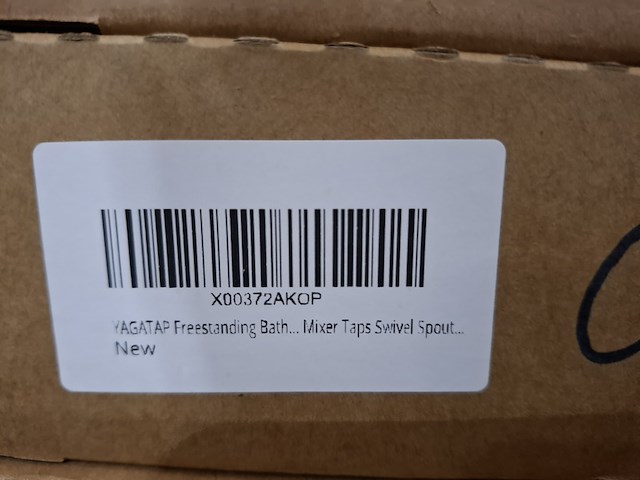 X00372AKOP
YAGATAP Freestanding Bath... Mixer Taps Swivel Spout...
New